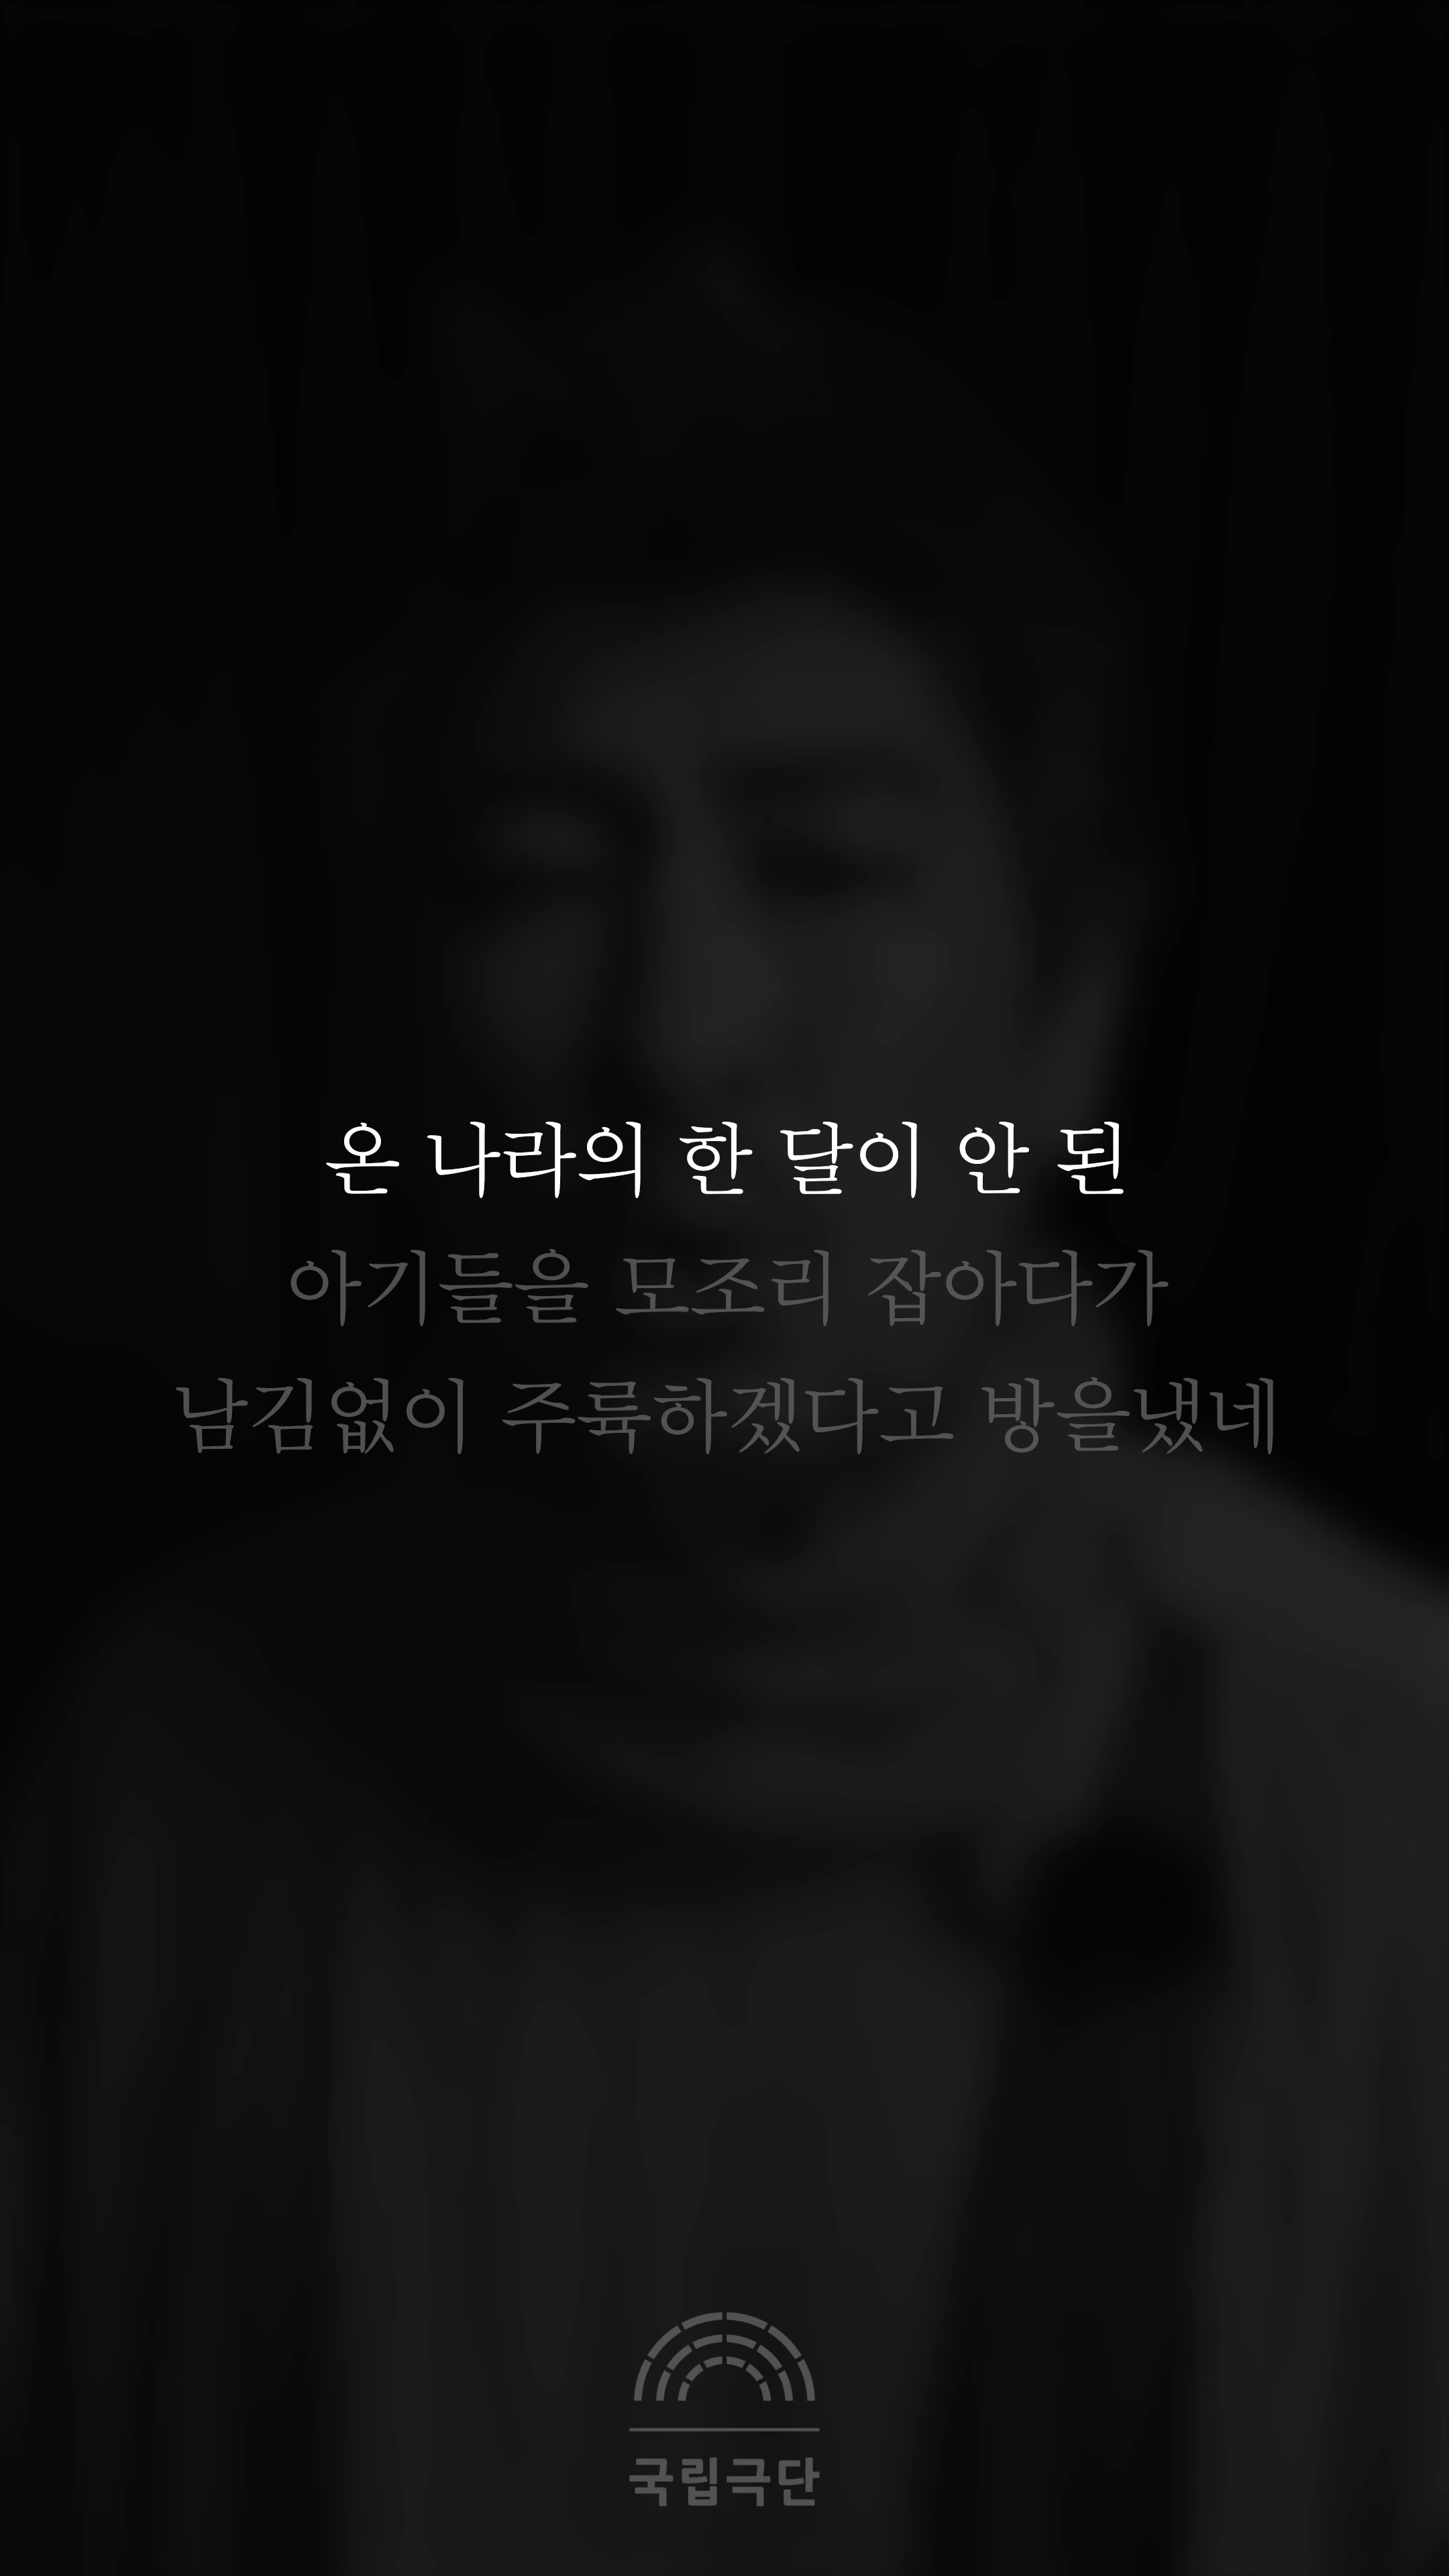 온 나라의 한 달이 안 된
아기들을 모조리 잡아다가
남김없이 주륙하겠다고 방을냈네
국립극단